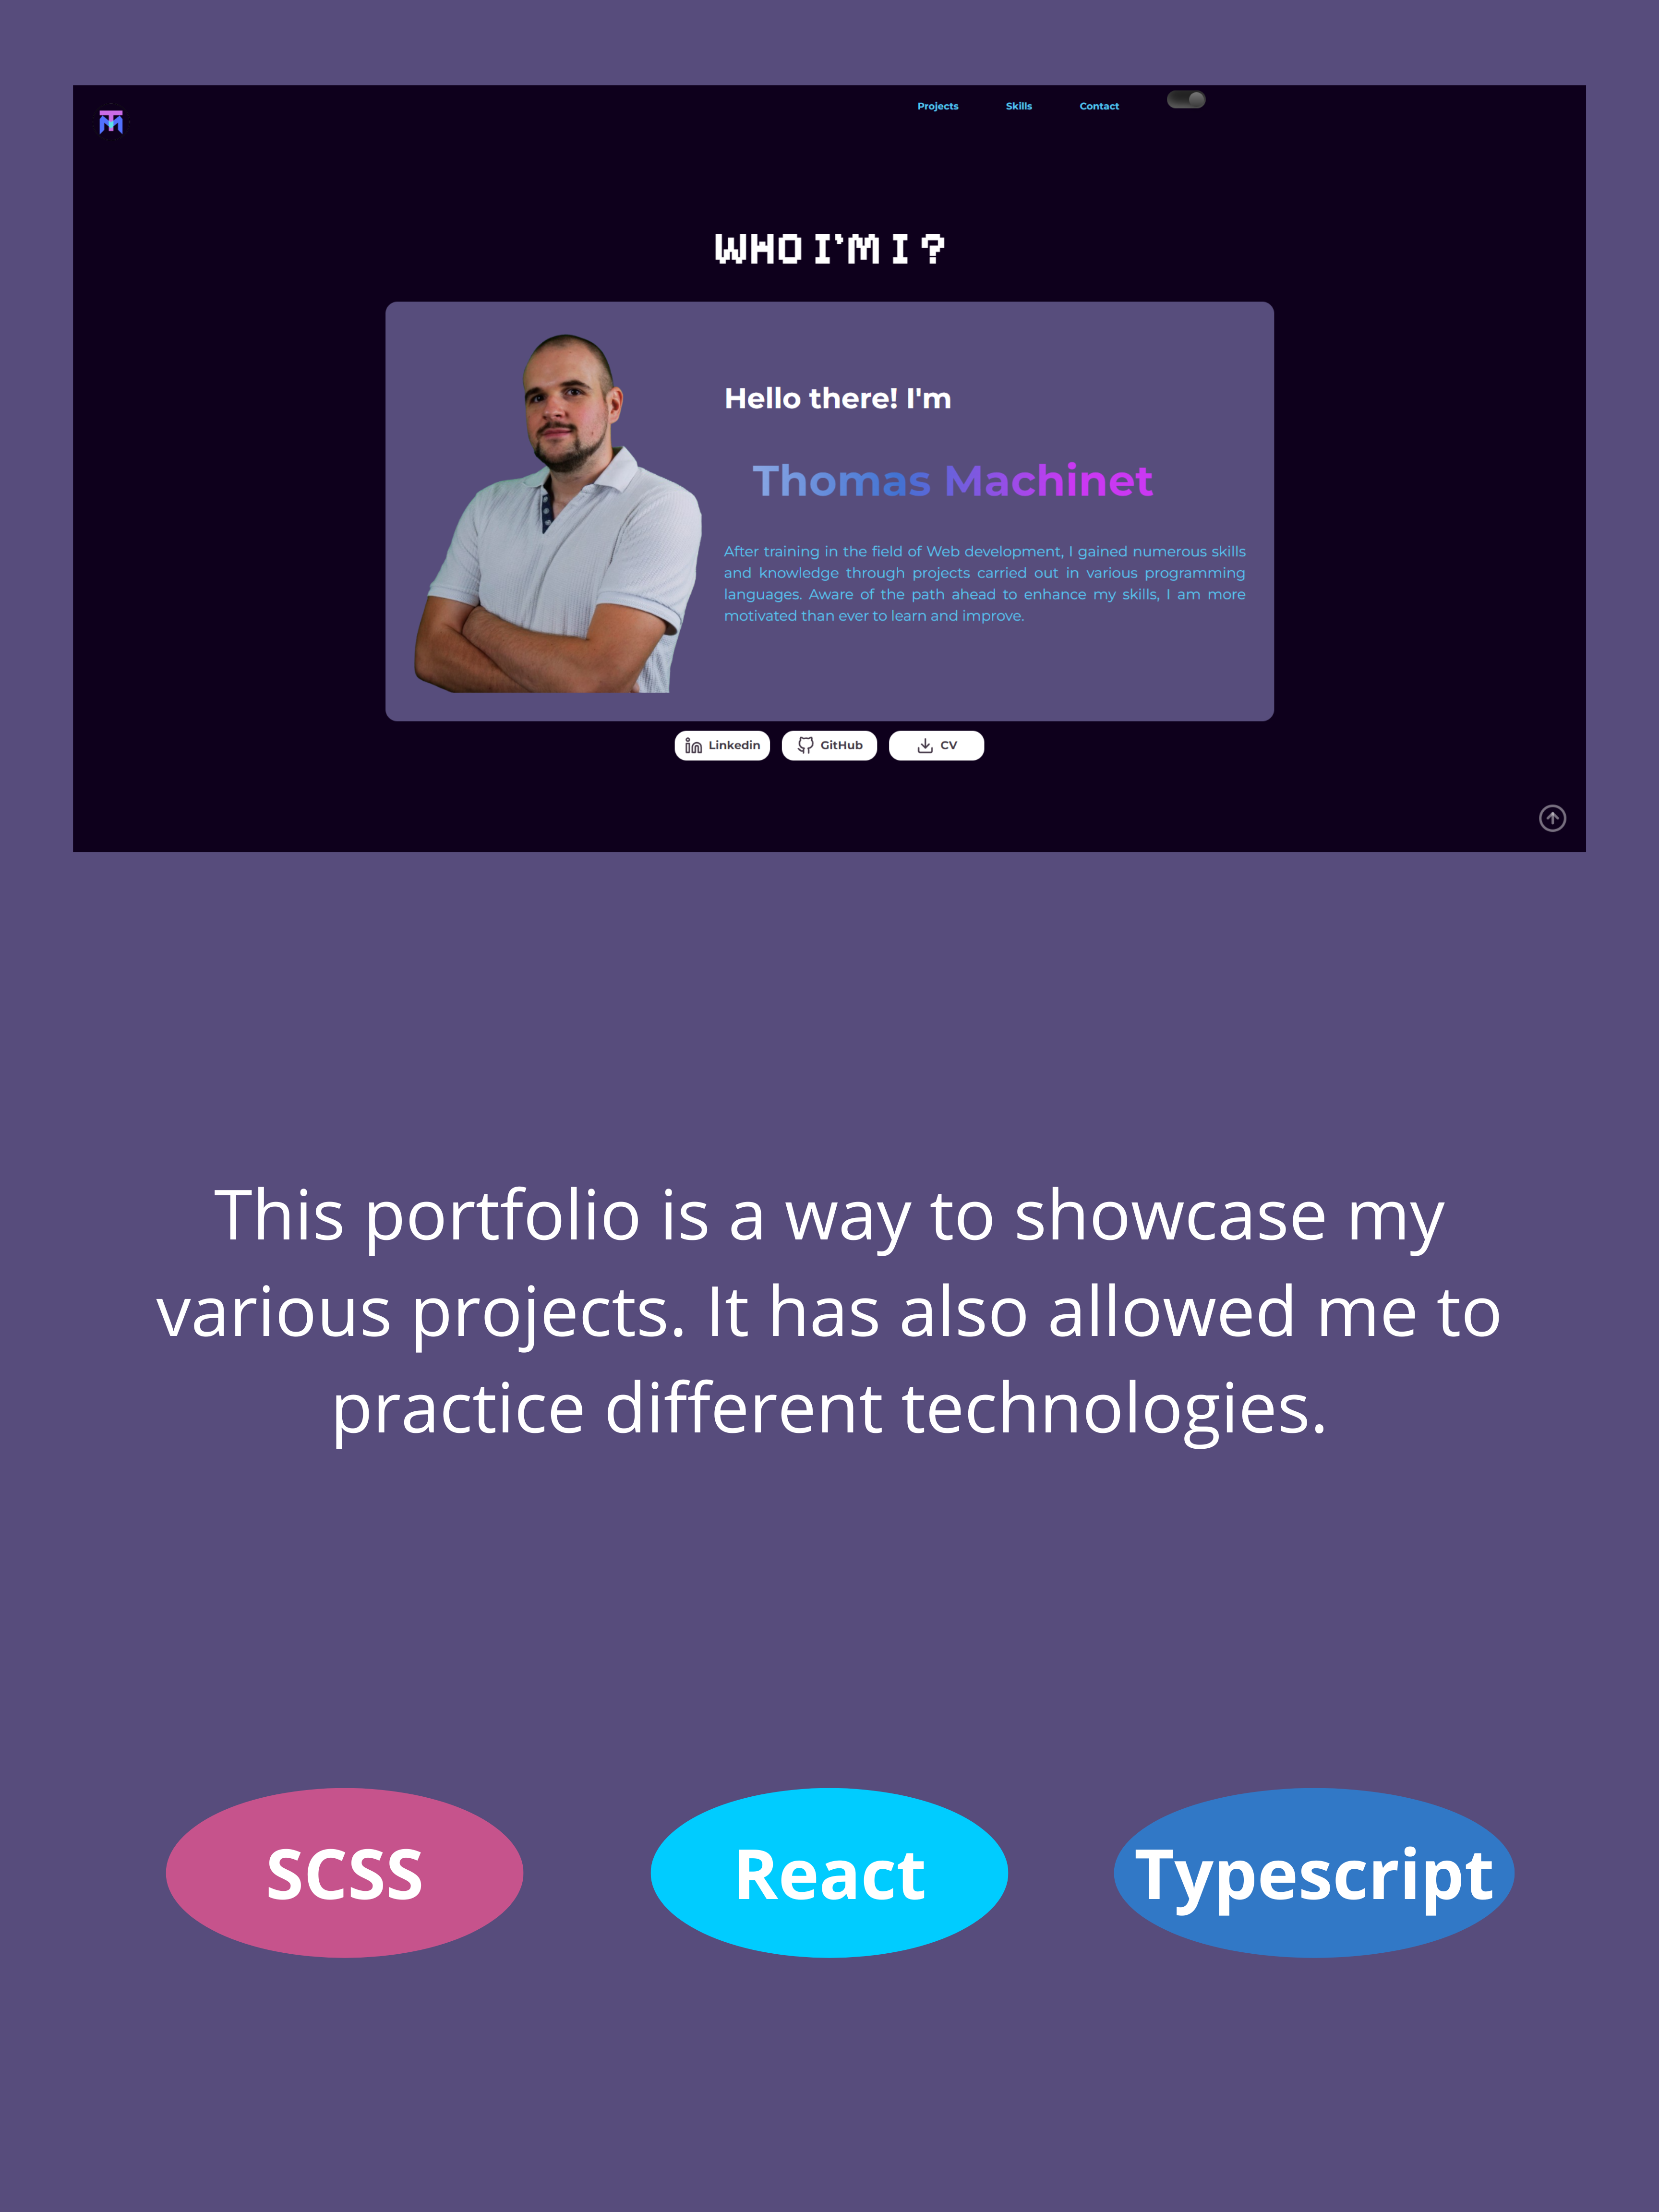 TM
Projects Skills Contact
WHO I'M I ?
Hello there! I'm
Thomas Machinet
After training in the field of Web development, I gained numerous skills
and knowledge through projects carried out in various programming
languages. Aware of the path ahead to enhance my skills, I am more
motivated than ever to learn and improve.
Linkedin GitHub CV
This portfolio is a way to showcase my
various projects. It has also allowed me to
practice different technologies.
SCSS React Typescript